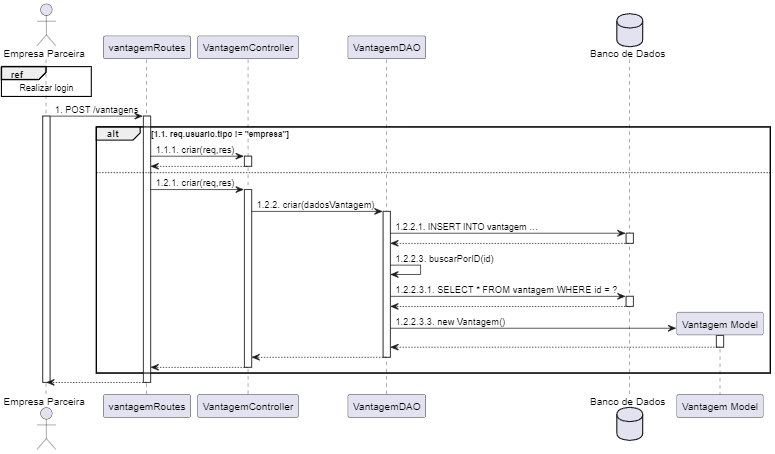 Empresa Parceira
vantagemRoutes
VantagemController
VantagemDAO
Banco de Dados
ref
Realizar login
1. POST /vantagens
alt
[1.1. req.usuario.tipo != "empresa"]
1.1.1. criar(req,res)
1.2.1. criar(req,res)
1.2.2. criar(dadosVantagem)
1.2.2.1. INSERT INTO vantagem ...
1.2.2.3. buscarPorID(id)
1.2.2.3.1. SELECT * FROM vantagem WHERE id = ?
1.2.2.3.3. new Vantagem()
Vantagem Model
Empresa Parceira
vantagemRoutes
VantagemController
VantagemDAO
Banco de Dados
Vantagem Model